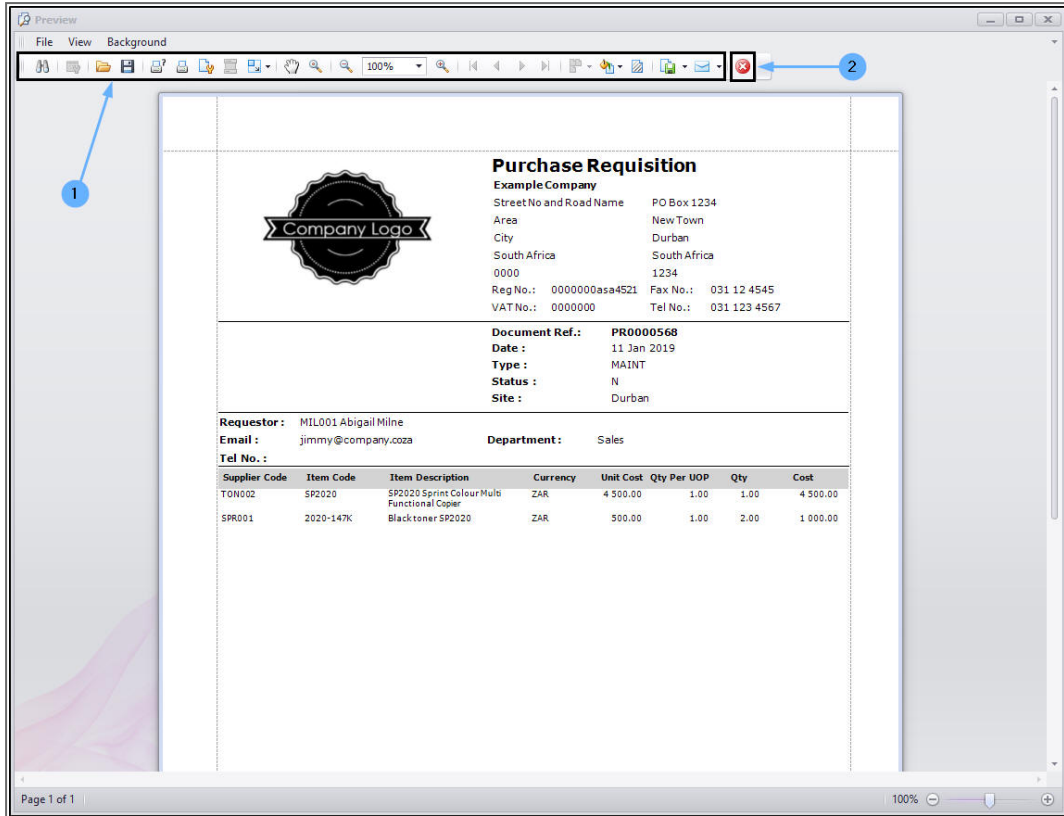 Preview
File View Background
100%
2
1
Company Logo
Purchase Requisition
Example Company
Street No and Road Name PO Box 1234
Area New Town
City Durban
South Africa South Africa
0000 1234
Reg No.: 0000000asa4521 Fax No.: 031 12 4545
VAT No.: 0000000 Tel No.: 031 123 4567
Document Ref.: PR0000568
Date : 11 Jan 2019
Type : MAINT
Status : N
Site : Durban
Requestor : MIL001 Abigail Milne
Email : jimmy@company.coza Department : Sales
Tel No. :
Supplier Code Item Code Item Description Currency Unit Cost Qty Per UOP Qty Cost
TON002 SP2020 SP2020 Sprint Colour Multi ZAR 4 500.00 1.00 1.00 4 500.00
Functional Copier
SPR001 2020-147K Black toner SP2020 ZAR 500.00 1.00 2.00 1 000.00
Page 1 of 1 100%